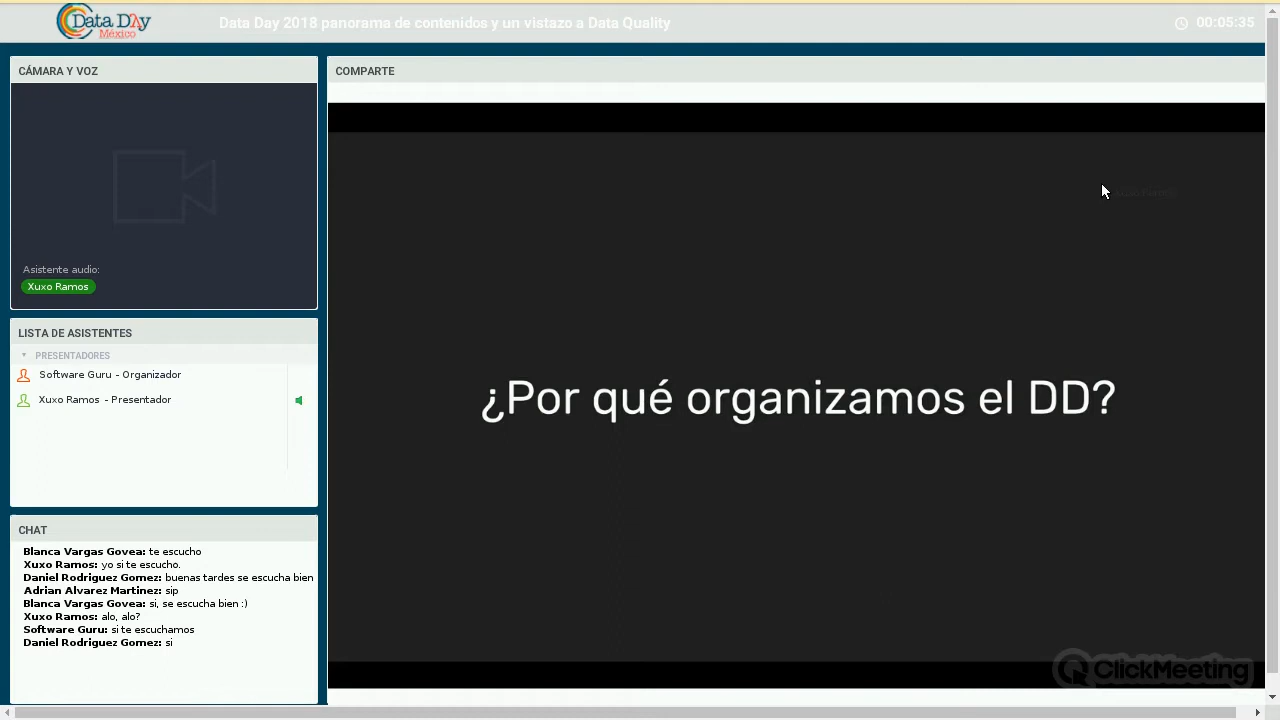 Data Day
México
Data Day 2018 panorama de contenidos y un vistazo a Data Quality
00:05:35
CÁMARA Y VOZ
Asistente audio:
Xuxo Ramos
LISTA DE ASISTENTES
PRESENTADORES
Software Guru - Organizador
Xuxo Ramos - Presentador
CHAT
Blanca Vargas Govea: te escucho
Xuxo Ramos: yo si te escucho.
Daniel Rodriguez Gomez: buenas tardes se escucha bien
Adrian Alvarez Martinez: sip
Blanca Vargas Govea: si, se escucha bien :)
Xuxo Ramos: alo, alo?
Software Guru: si te escuchamos
Daniel Rodriguez Gomez: si
COMPARTE
Xuxo Ramos
¿Por qué organizamos el DD?
ClickMeeting